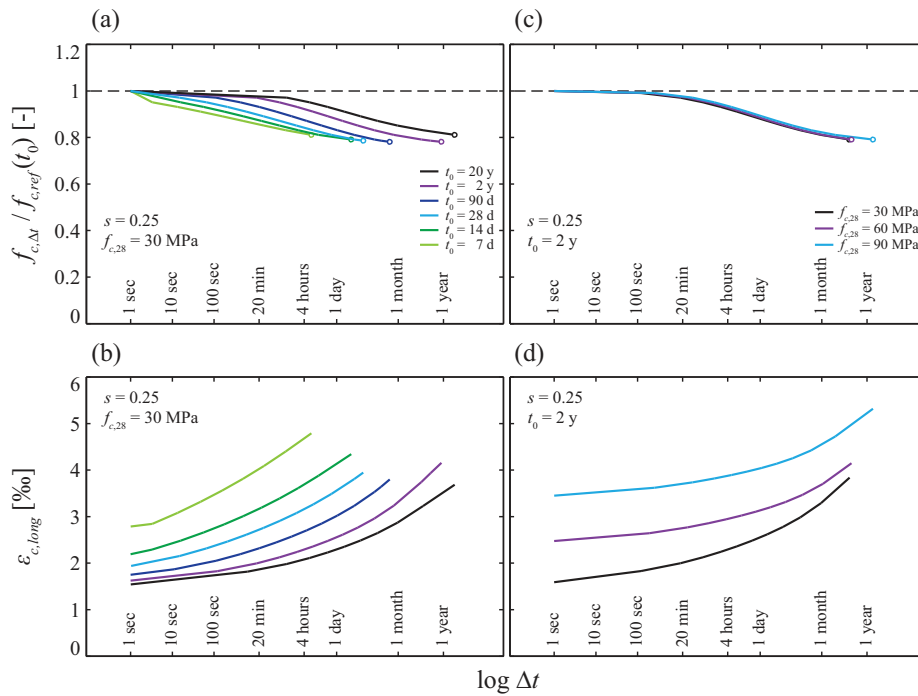 (a)
(c)
1.2
1
0.8
0.6
0.4
0.2
0
f_{c,Δt} / f_{c,ref}(t_0) [-]
s = 0.25
f_{c,28} = 30 MPa
t_0 = 20 y
t_0 = 2 y
t_0 = 90 d
t_0 = 28 d
t_0 = 14 d
t_0 = 7 d
1 sec
10 sec
100 sec
20 min
4 hours
1 day
1 month
1 year
s = 0.25
t_0 = 2 y
f_{c,28} = 30 MPa
f_{c,28} = 60 MPa
f_{c,28} = 90 MPa
1 sec
10 sec
100 sec
20 min
4 hours
1 day
1 month
1 year
(b)
(d)
6
5
4
3
2
1
0
ε_{c,long} [‰]
s = 0.25
f_{c,28} = 30 MPa
1 sec
10 sec
100 sec
20 min
4 hours
1 day
1 month
1 year
s = 0.25
t_0 = 2 y
1 sec
10 sec
100 sec
20 min
4 hours
1 day
1 month
1 year
log Δt